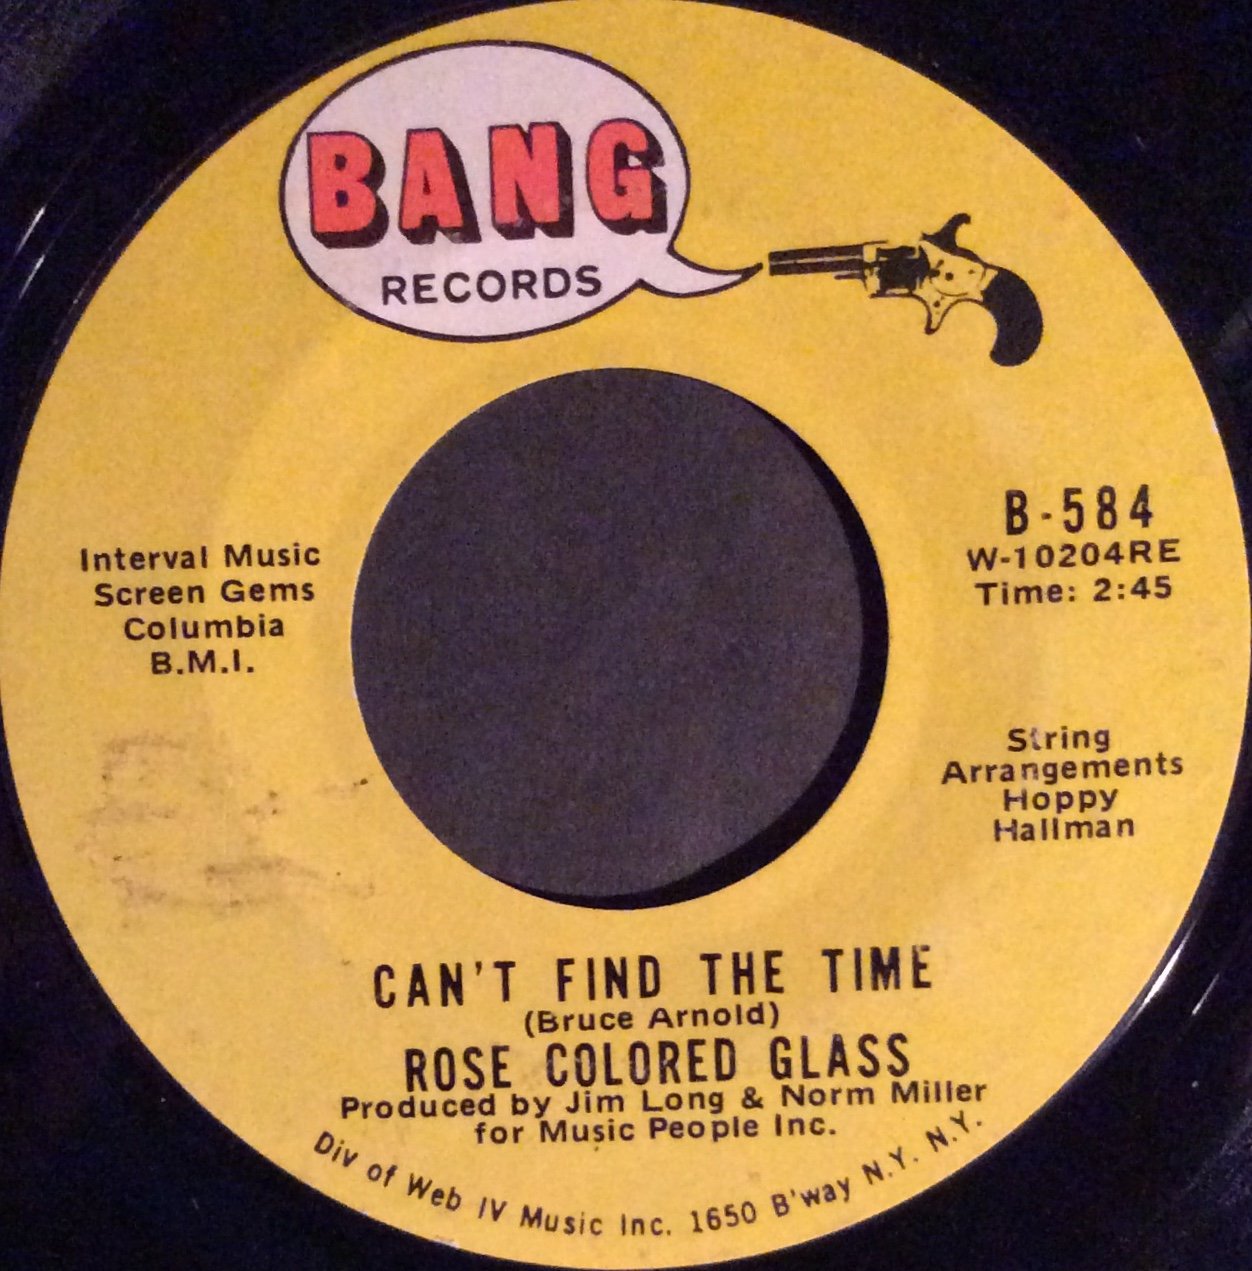 BANG
RECORDS
B-584
W-10204RE
Time: 2:45
Interval Music
Screen Gems
Columbia
B.M.I.
String
Arrangements
Hoppy
Hallman
CAN'T FIND THE TIME
(Bruce Arnold)
ROSE COLORED GLASS
Produced by Jim Long & Norm Miller
for Music People Inc.
Div of Web IV Music Inc. 1650 B'way N.Y. N.Y.